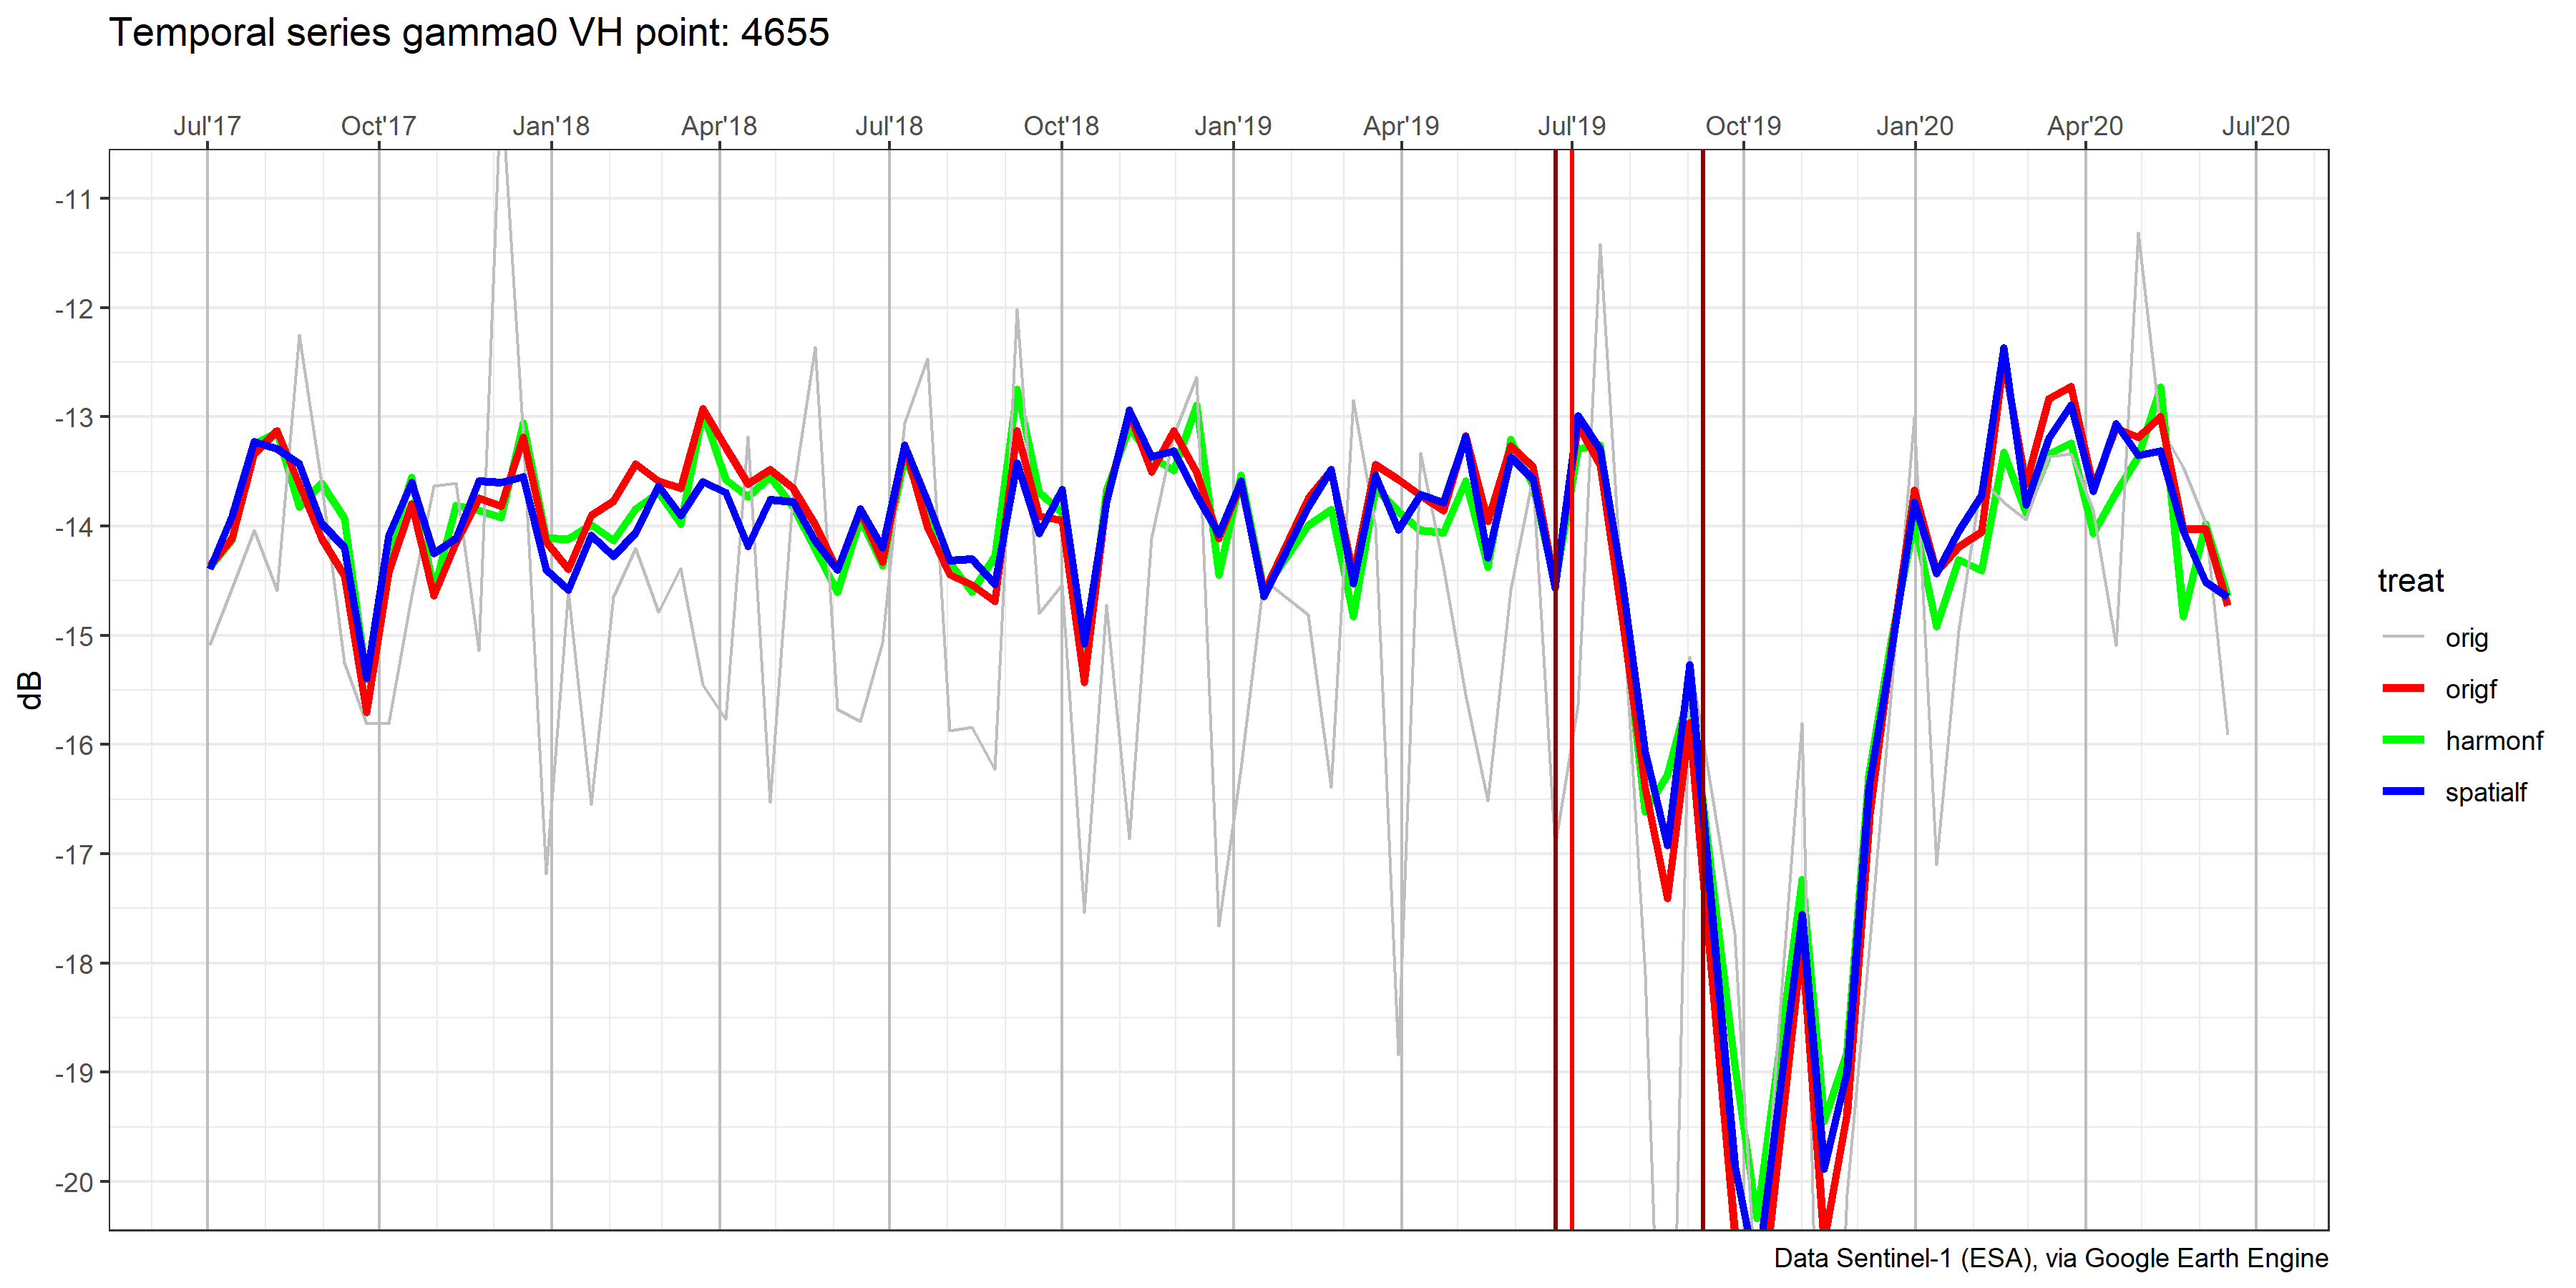 Temporal series gamma0 VH point: 4655
Jul'17 Oct'17 Jan'18 Apr'18 Jul'18 Oct'18 Jan'19 Apr'19 Jul'19 Oct'19 Jan'20 Apr'20 Jul'20
-11
-12
-13
-14
-15
-16
-17
-18
-19
-20
dB
treat
orig
origf
harmonf
spatialf
Data Sentinel-1 (ESA), via Google Earth Engine